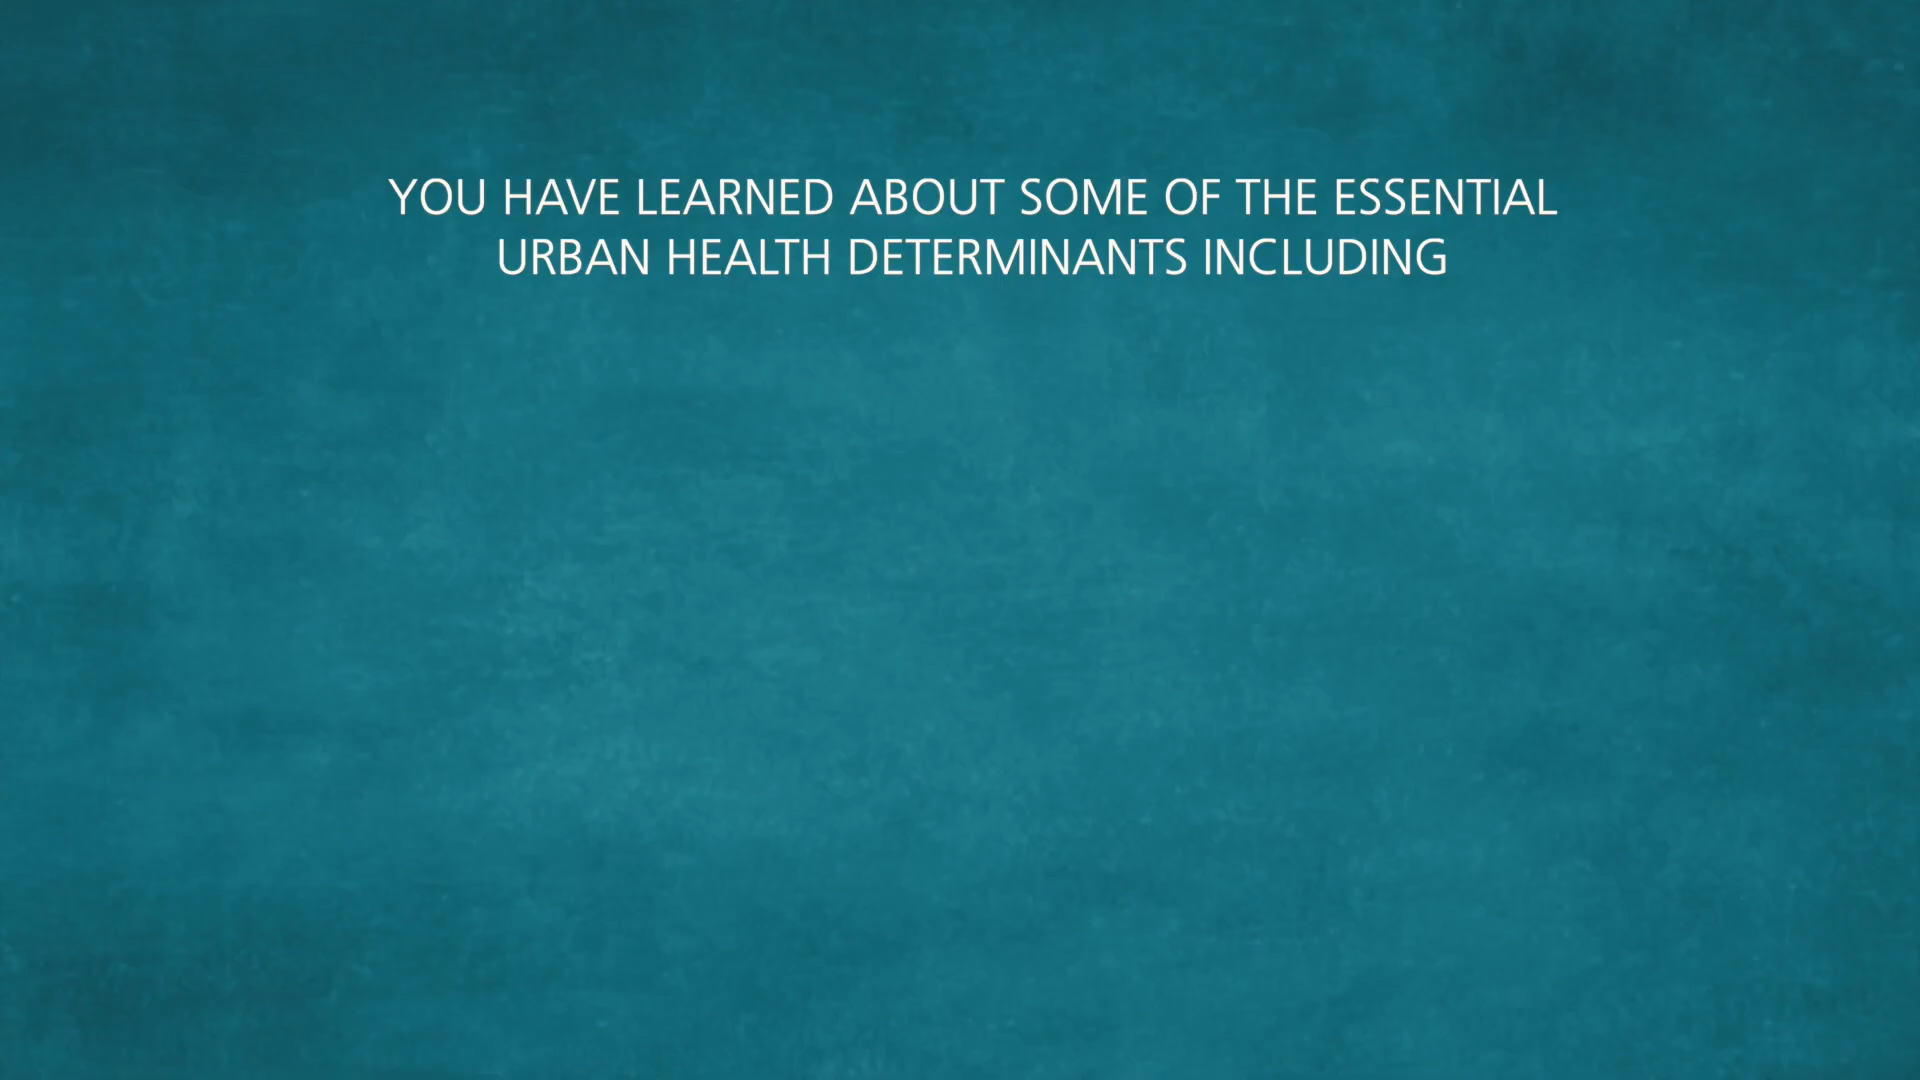 YOU HAVE LEARNED ABOUT SOME OF THE ESSENTIAL
URBAN HEALTH DETERMINANTS INCLUDING